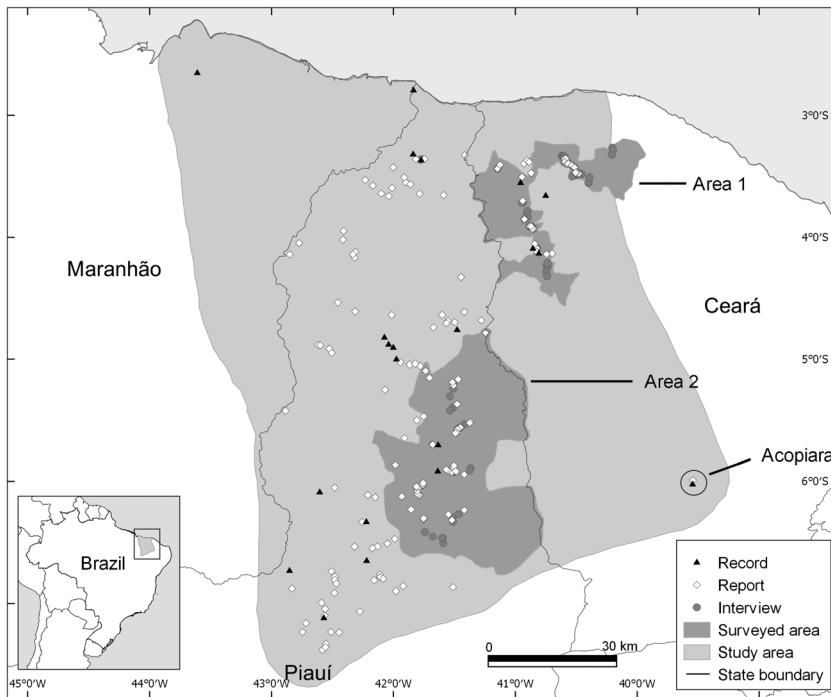 3°0'S
Area 1
4°0'S
Maranhão
Ceará
5°0'S
Area 2
Acopiara
6°0'S
Brazil
Record
Report
Interview
Surveyed area
Study area
State boundary
0
30 km
Piauí
45°0'W
44°0'W
43°0'W
42°0'W
41°0'W
40°0'W